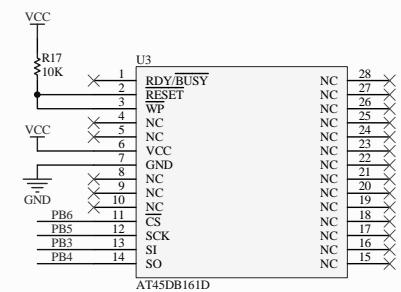 VCC
R17
10K
U3
1 RDY/BUSY NC 28
2 RESET NC 27
3 WP NC 26
4 NC NC 25
VCC
5 NC NC 24
6 VCC NC 23
7 GND NC 22
8 NC NC 21
9 NC NC 20
GND
10 NC NC 19
PB6 11 CS NC 18
PB5 12 SCK NC 17
PB3 13 SI NC 16
PB4 14 SO NC 15
AT45DB161D